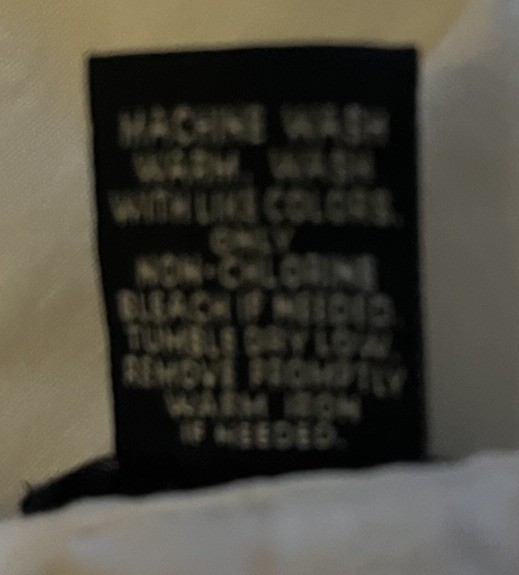 MACHINE WASH
WARM. WASH
WITH LIKE COLORS.
ONLY
NON-CHLORINE
BLEACH IF NEEDED.
TUMBLE DRY LOW.
REMOVE PROMPTLY
WARM IRON
IF NEEDED.